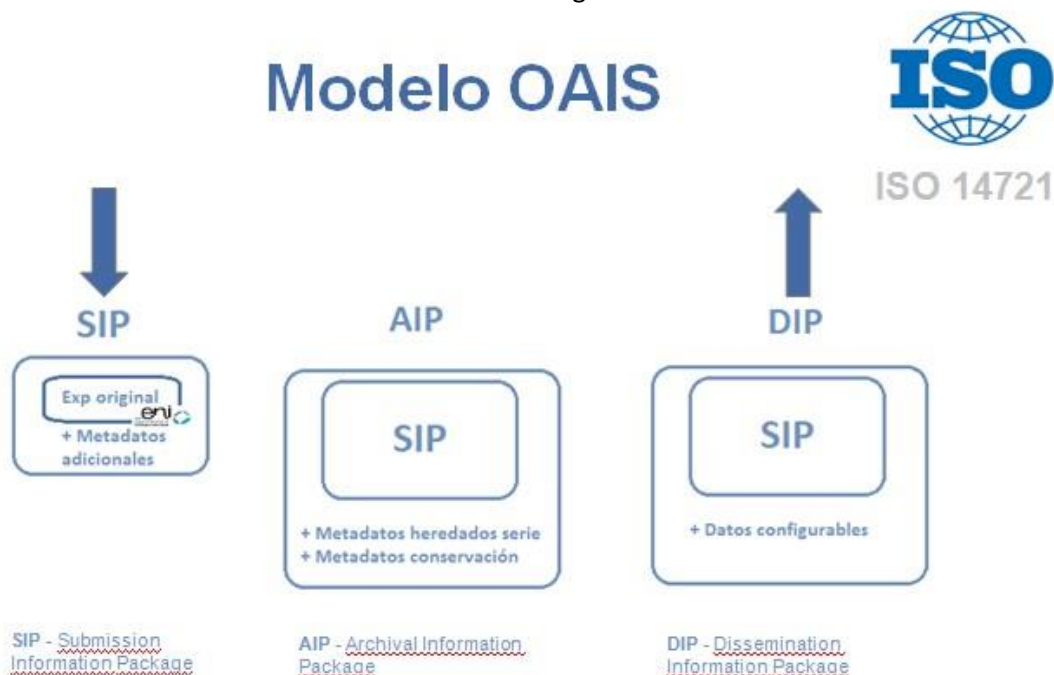 Modelo OAIS
ISO
ISO 14721
SIP
Exp original
eni
+ Metadatos
adicionales
AIP
SIP
+ Metadatos heredados serie
+ Metadatos conservación
DIP
SIP
+ Datos configurables
SIP - Submission
Information Package
AIP - Archival Information
Package
DIP - Dissemination
Information Package